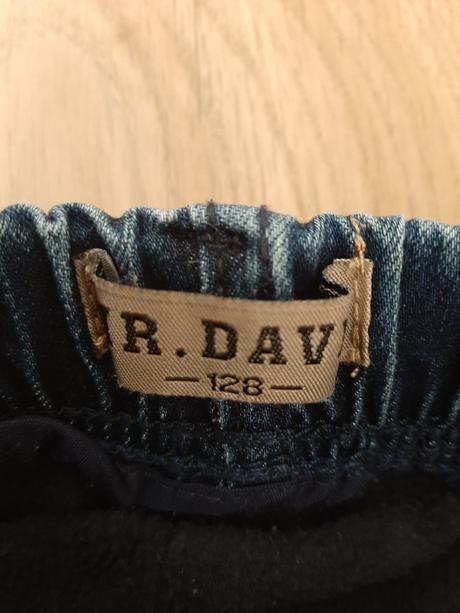 R.DAV
— 128 —